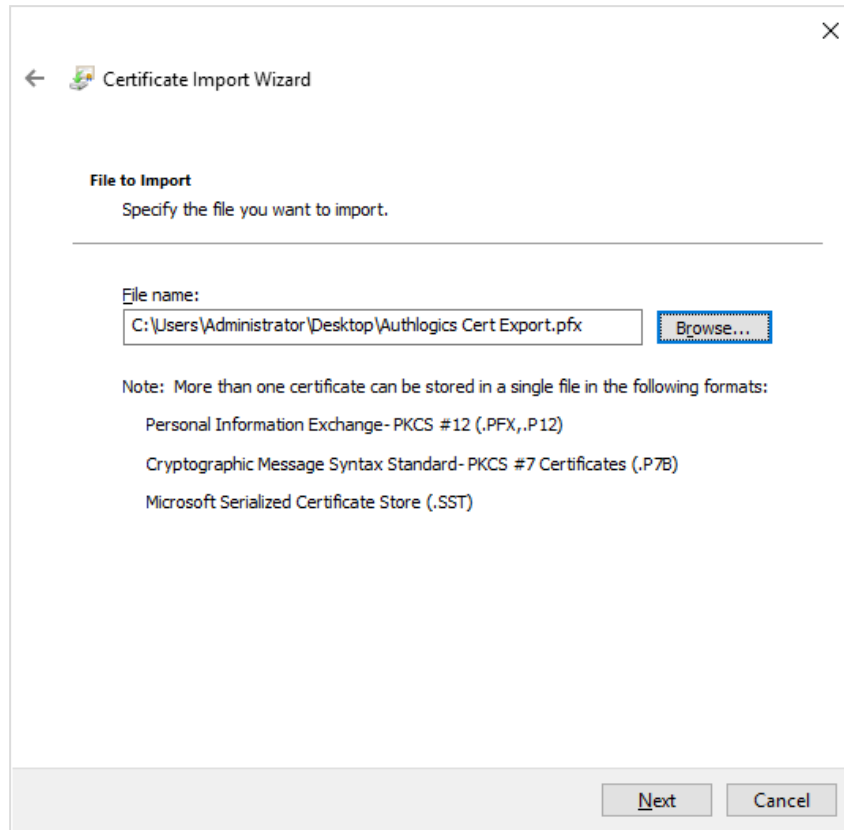 Certificate Import Wizard
File to Import
Specify the file you want to import.
File name:
C:\Users\Administrator\Desktop\Authlogics Cert Export.pfx
Browse...
Note: More than one certificate can be stored in a single file in the following formats:
Personal Information Exchange- PKCS #12 (.PFX,.P12)
Cryptographic Message Syntax Standard- PKCS #7 Certificates (.P7B)
Microsoft Serialized Certificate Store (.SST)
Next
Cancel